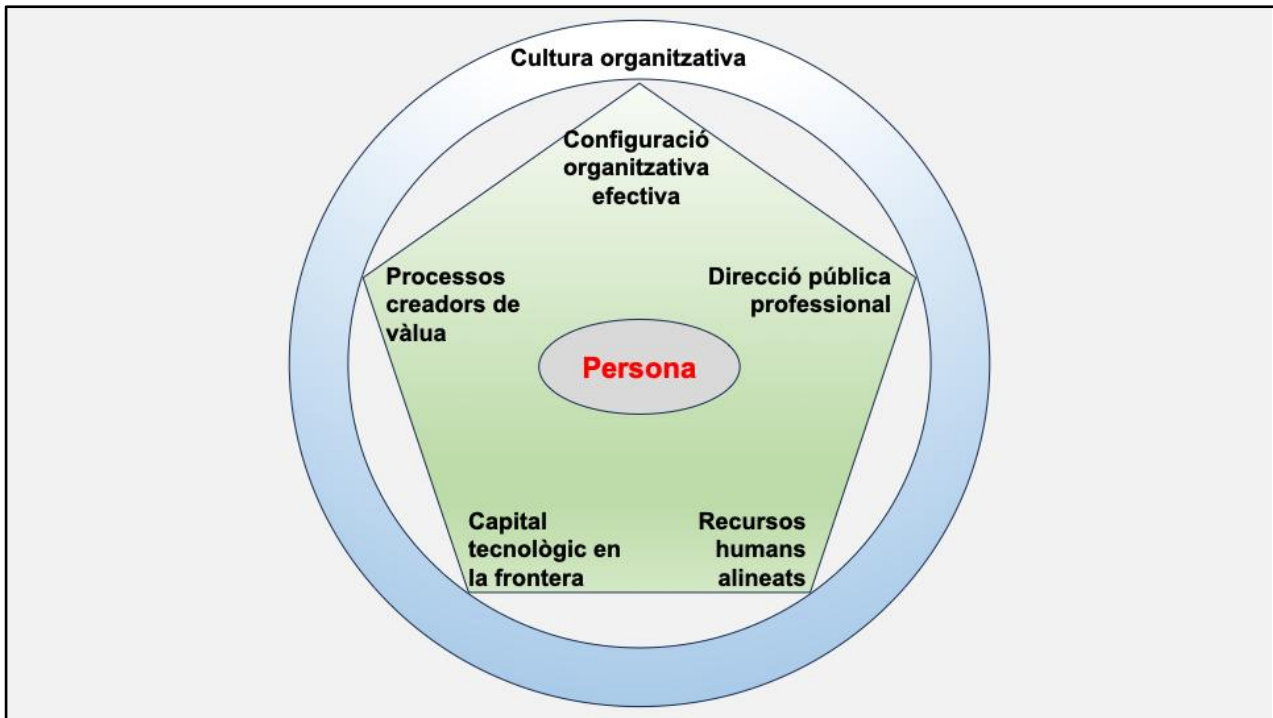 Cultura organitzativa
Configuració
organitzativa
efectiva
Processos
creadors de
vàlua
Direcció pública
professional
Persona
Capital
tecnològic en
la frontera
Recursos
humans
alineats